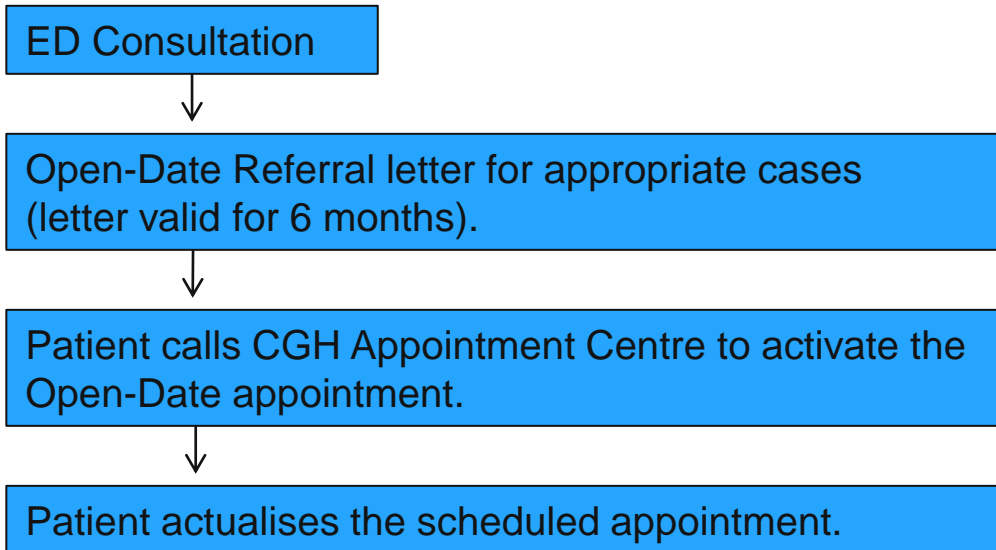 ED Consultation
Open-Date Referral letter for appropriate cases
(letter valid for 6 months).
Patient calls CGH Appointment Centre to activate the
Open-Date appointment.
Patient actualises the scheduled appointment.